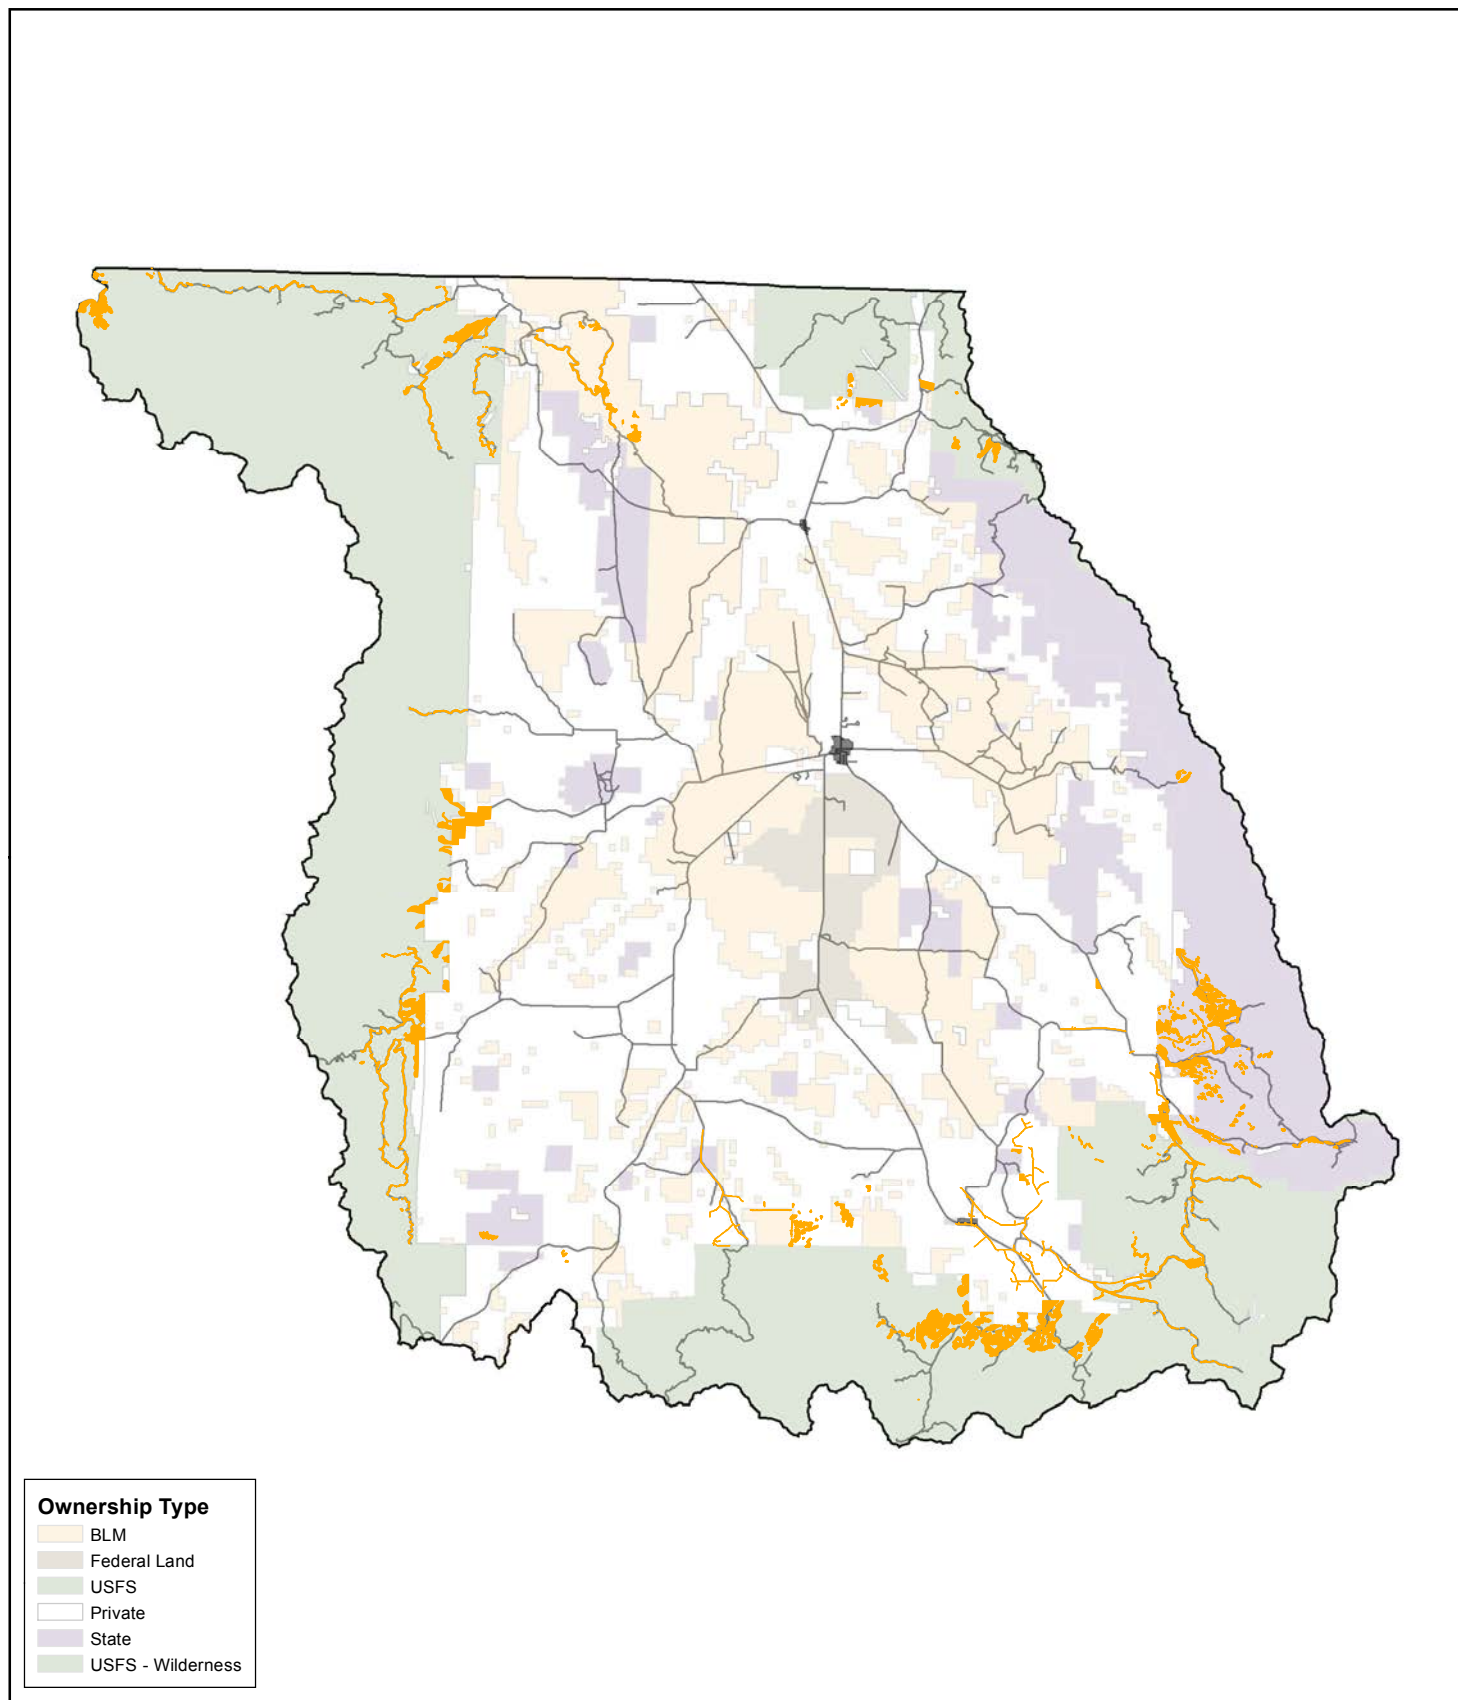 Ownership Type
BLM
Federal Land
USFS
Private
State
USFS - Wilderness